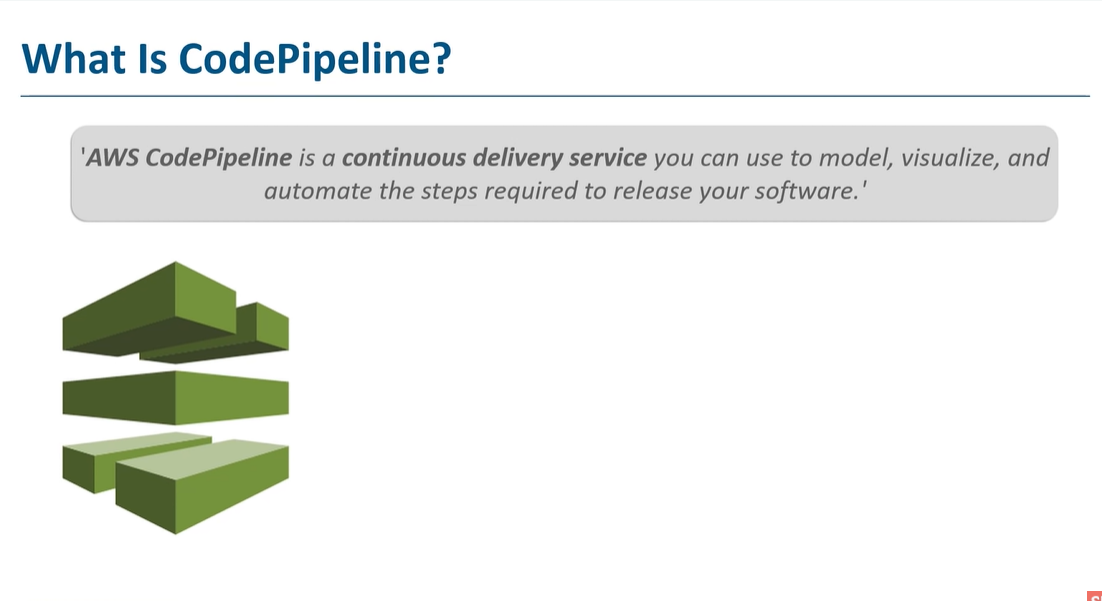 What Is CodePipeline?
'AWS CodePipeline is a continuous delivery service you can use to model, visualize, and
automate the steps required to release your software.'